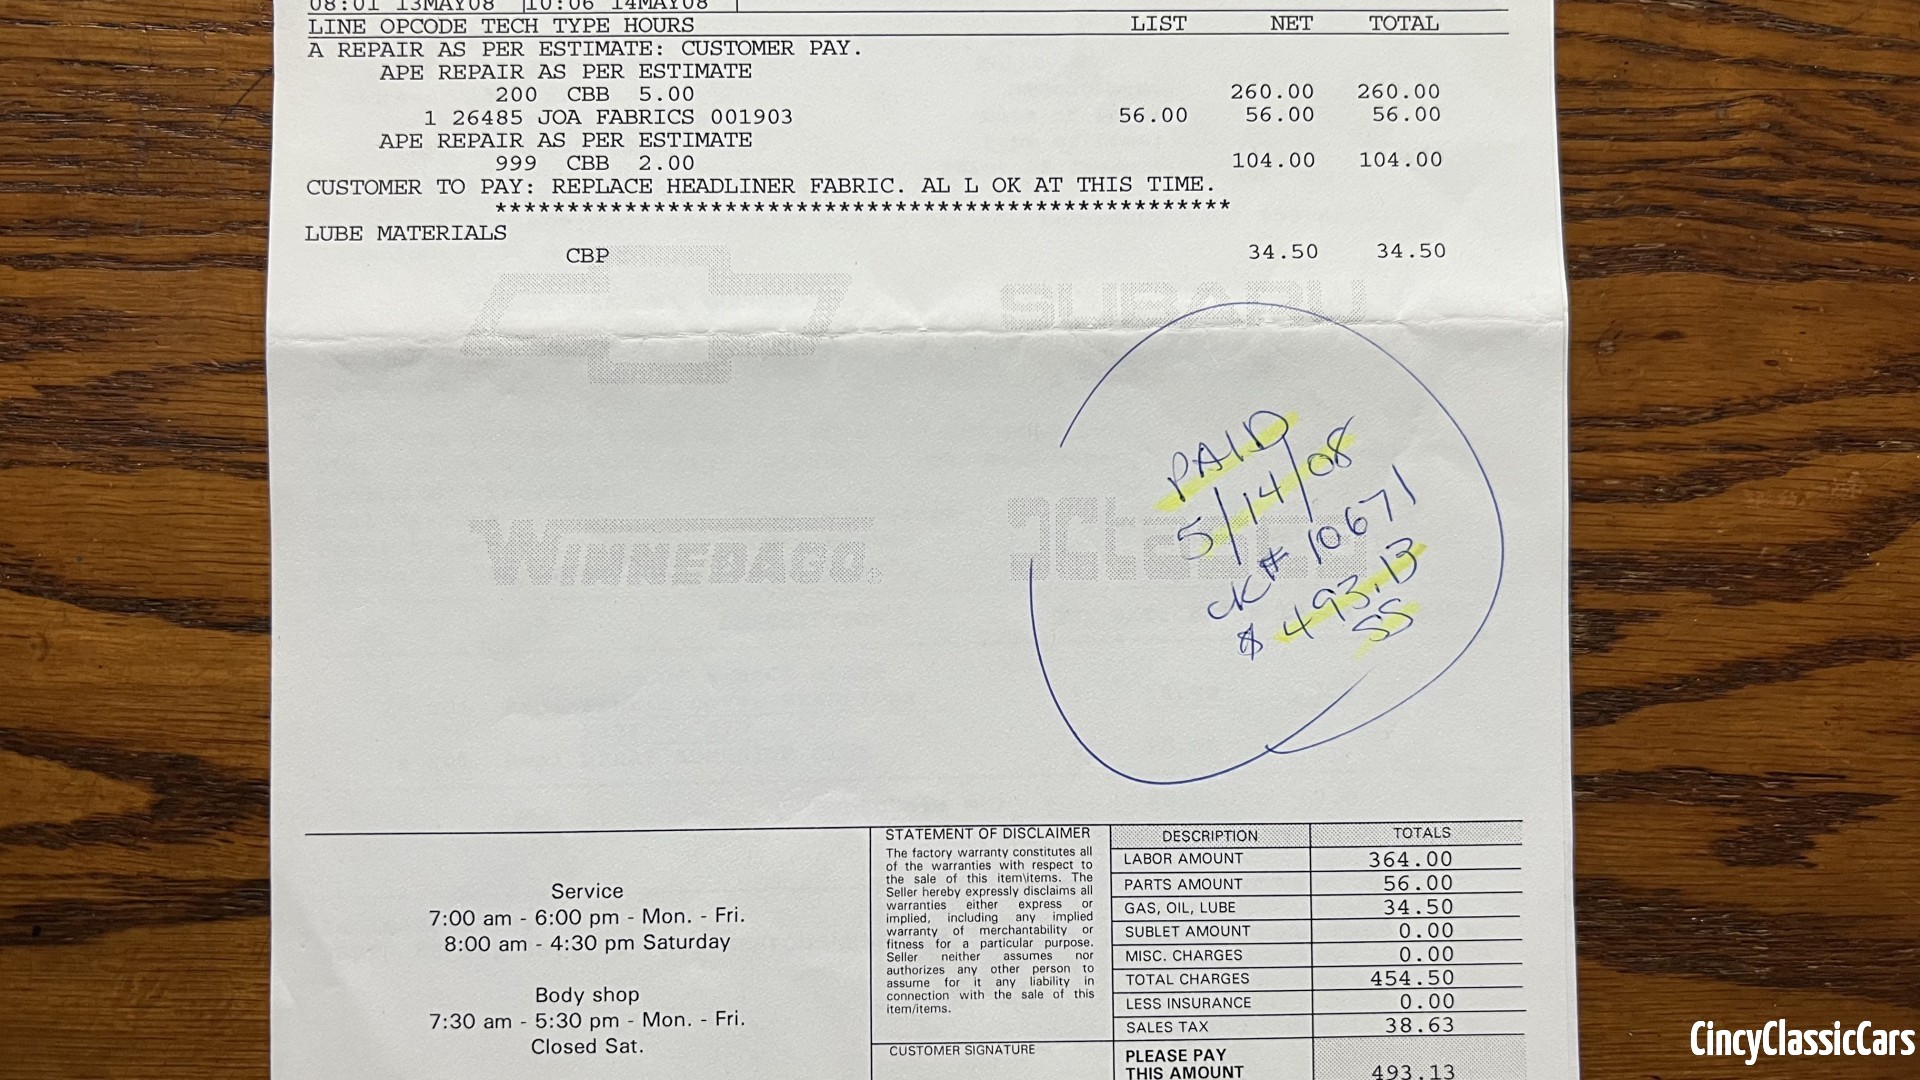 08:01 13MAY08 10:06 14MAY08
LINE OPCODE TECH TYPE HOURS LIST NET TOTAL
A REPAIR AS PER ESTIMATE: CUSTOMER PAY.
APE REPAIR AS PER ESTIMATE
200 CBB 5.00 260.00 260.00
1 26485 JOA FABRICS 001903 56.00 56.00 56.00
APE REPAIR AS PER ESTIMATE
999 CBB 2.00 104.00 104.00
CUSTOMER TO PAY: REPLACE HEADLINER FABRIC. AL L OK AT THIS TIME.
***************************************************
LUBE MATERIALS
CBP 34.50 34.50
SUBARU
WINNEBAGO
PAID
5/14/08
CK# 10671
$ 493.13
SS
Service
7:00 am - 6:00 pm - Mon. - Fri.
8:00 am - 4:30 pm Saturday
Body shop
7:30 am - 5:30 pm - Mon. - Fri.
Closed Sat.
STATEMENT OF DISCLAIMER
The factory warranty constitutes all
of the warranties with respect to
the sale of this item\items. The
Seller hereby expressly disclaims all
warranties either express or
implied, including any implied
warranty of merchantability or
fitness for a particular purpose.
Seller neither assumes nor
authorizes any other person to
assume for it any liability in
connection with the sale of this
item/items.
CUSTOMER SIGNATURE
DESCRIPTION TOTALS
LABOR AMOUNT 364.00
PARTS AMOUNT 56.00
GAS, OIL, LUBE 34.50
SUBLET AMOUNT 0.00
MISC. CHARGES 0.00
TOTAL CHARGES 454.50
LESS INSURANCE 0.00
SALES TAX 38.63
PLEASE PAY
THIS AMOUNT 493.13
CincyClassicCars